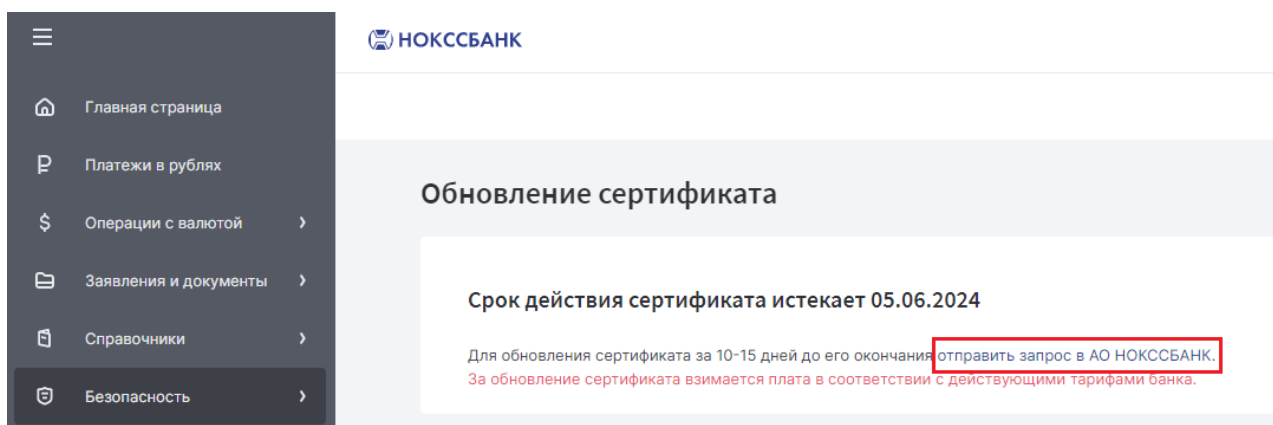 НОКССБАНК
Главная страница
Платежи в рублях
Операции с валютой
Заявления и документы
Справочники
Безопасность
Обновление сертификата
Срок действия сертификата истекает 05.06.2024
Для обновления сертификата за 10-15 дней до его окончания отправить запрос в АО НОКССБАНК.
За обновление сертификата взимается плата в соответствии с действующими тарифами банка.